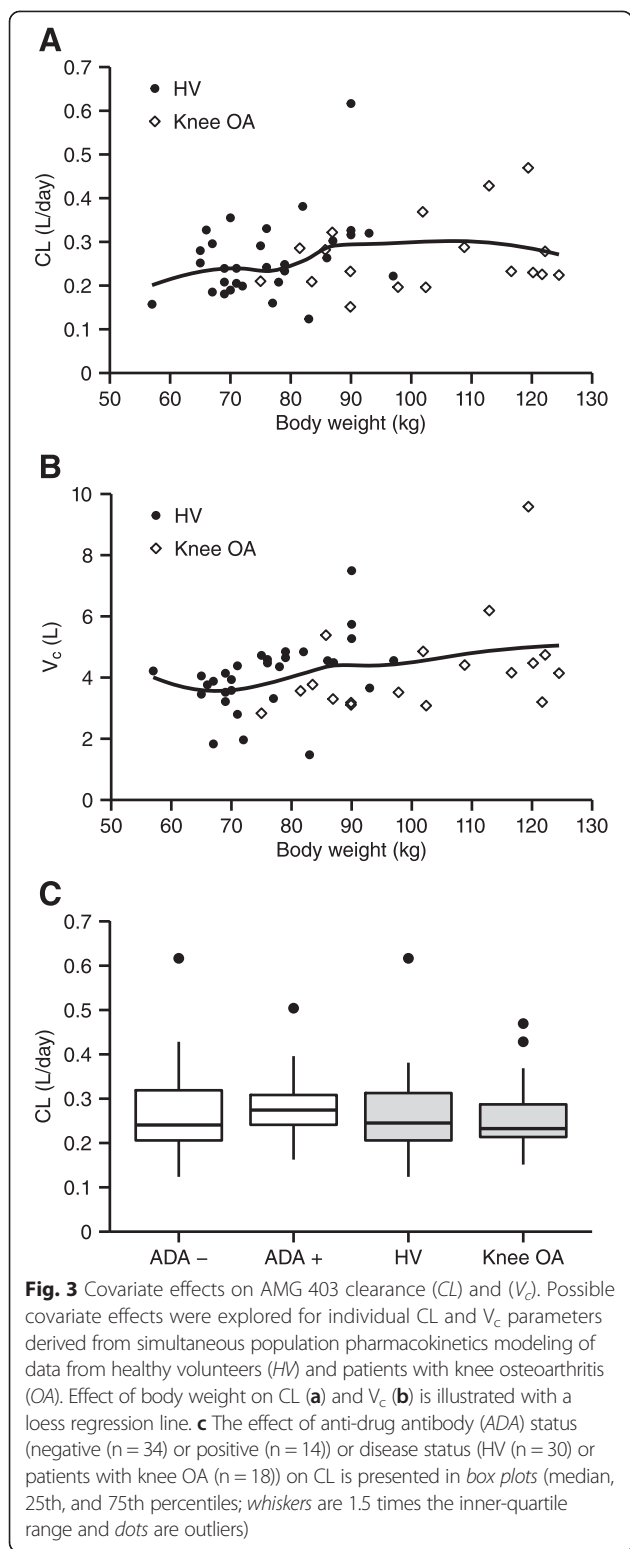 A
0.7
0.6
0.5
0.4
0.3
0.2
0.1
0
CL (L/day)
HV
Knee OA
50 60 70 80 90 100 110 120 130
Body weight (kg)
B
10
8
6
4
2
0
Vc (L)
HV
Knee OA
50 60 70 80 90 100 110 120 130
Body weight (kg)
C
0.7
0.6
0.5
0.4
0.3
0.2
0.1
0
CL (L/day)
ADA – ADA + HV Knee OA
Fig. 3 Covariate effects on AMG 403 clearance (CL) and (Vc). Possible
covariate effects were explored for individual CL and Vc parameters
derived from simultaneous population pharmacokinetics modeling of
data from healthy volunteers (HV) and patients with knee osteoarthritis
(OA). Effect of body weight on CL (a) and Vc (b) is illustrated with a
loess regression line. c The effect of anti-drug antibody (ADA) status
(negative (n = 34) or positive (n = 14)) or disease status (HV (n = 30) or
patients with knee OA (n = 18)) on CL is presented in box plots (median,
25th, and 75th percentiles; whiskers are 1.5 times the inner-quartile
range and dots are outliers)